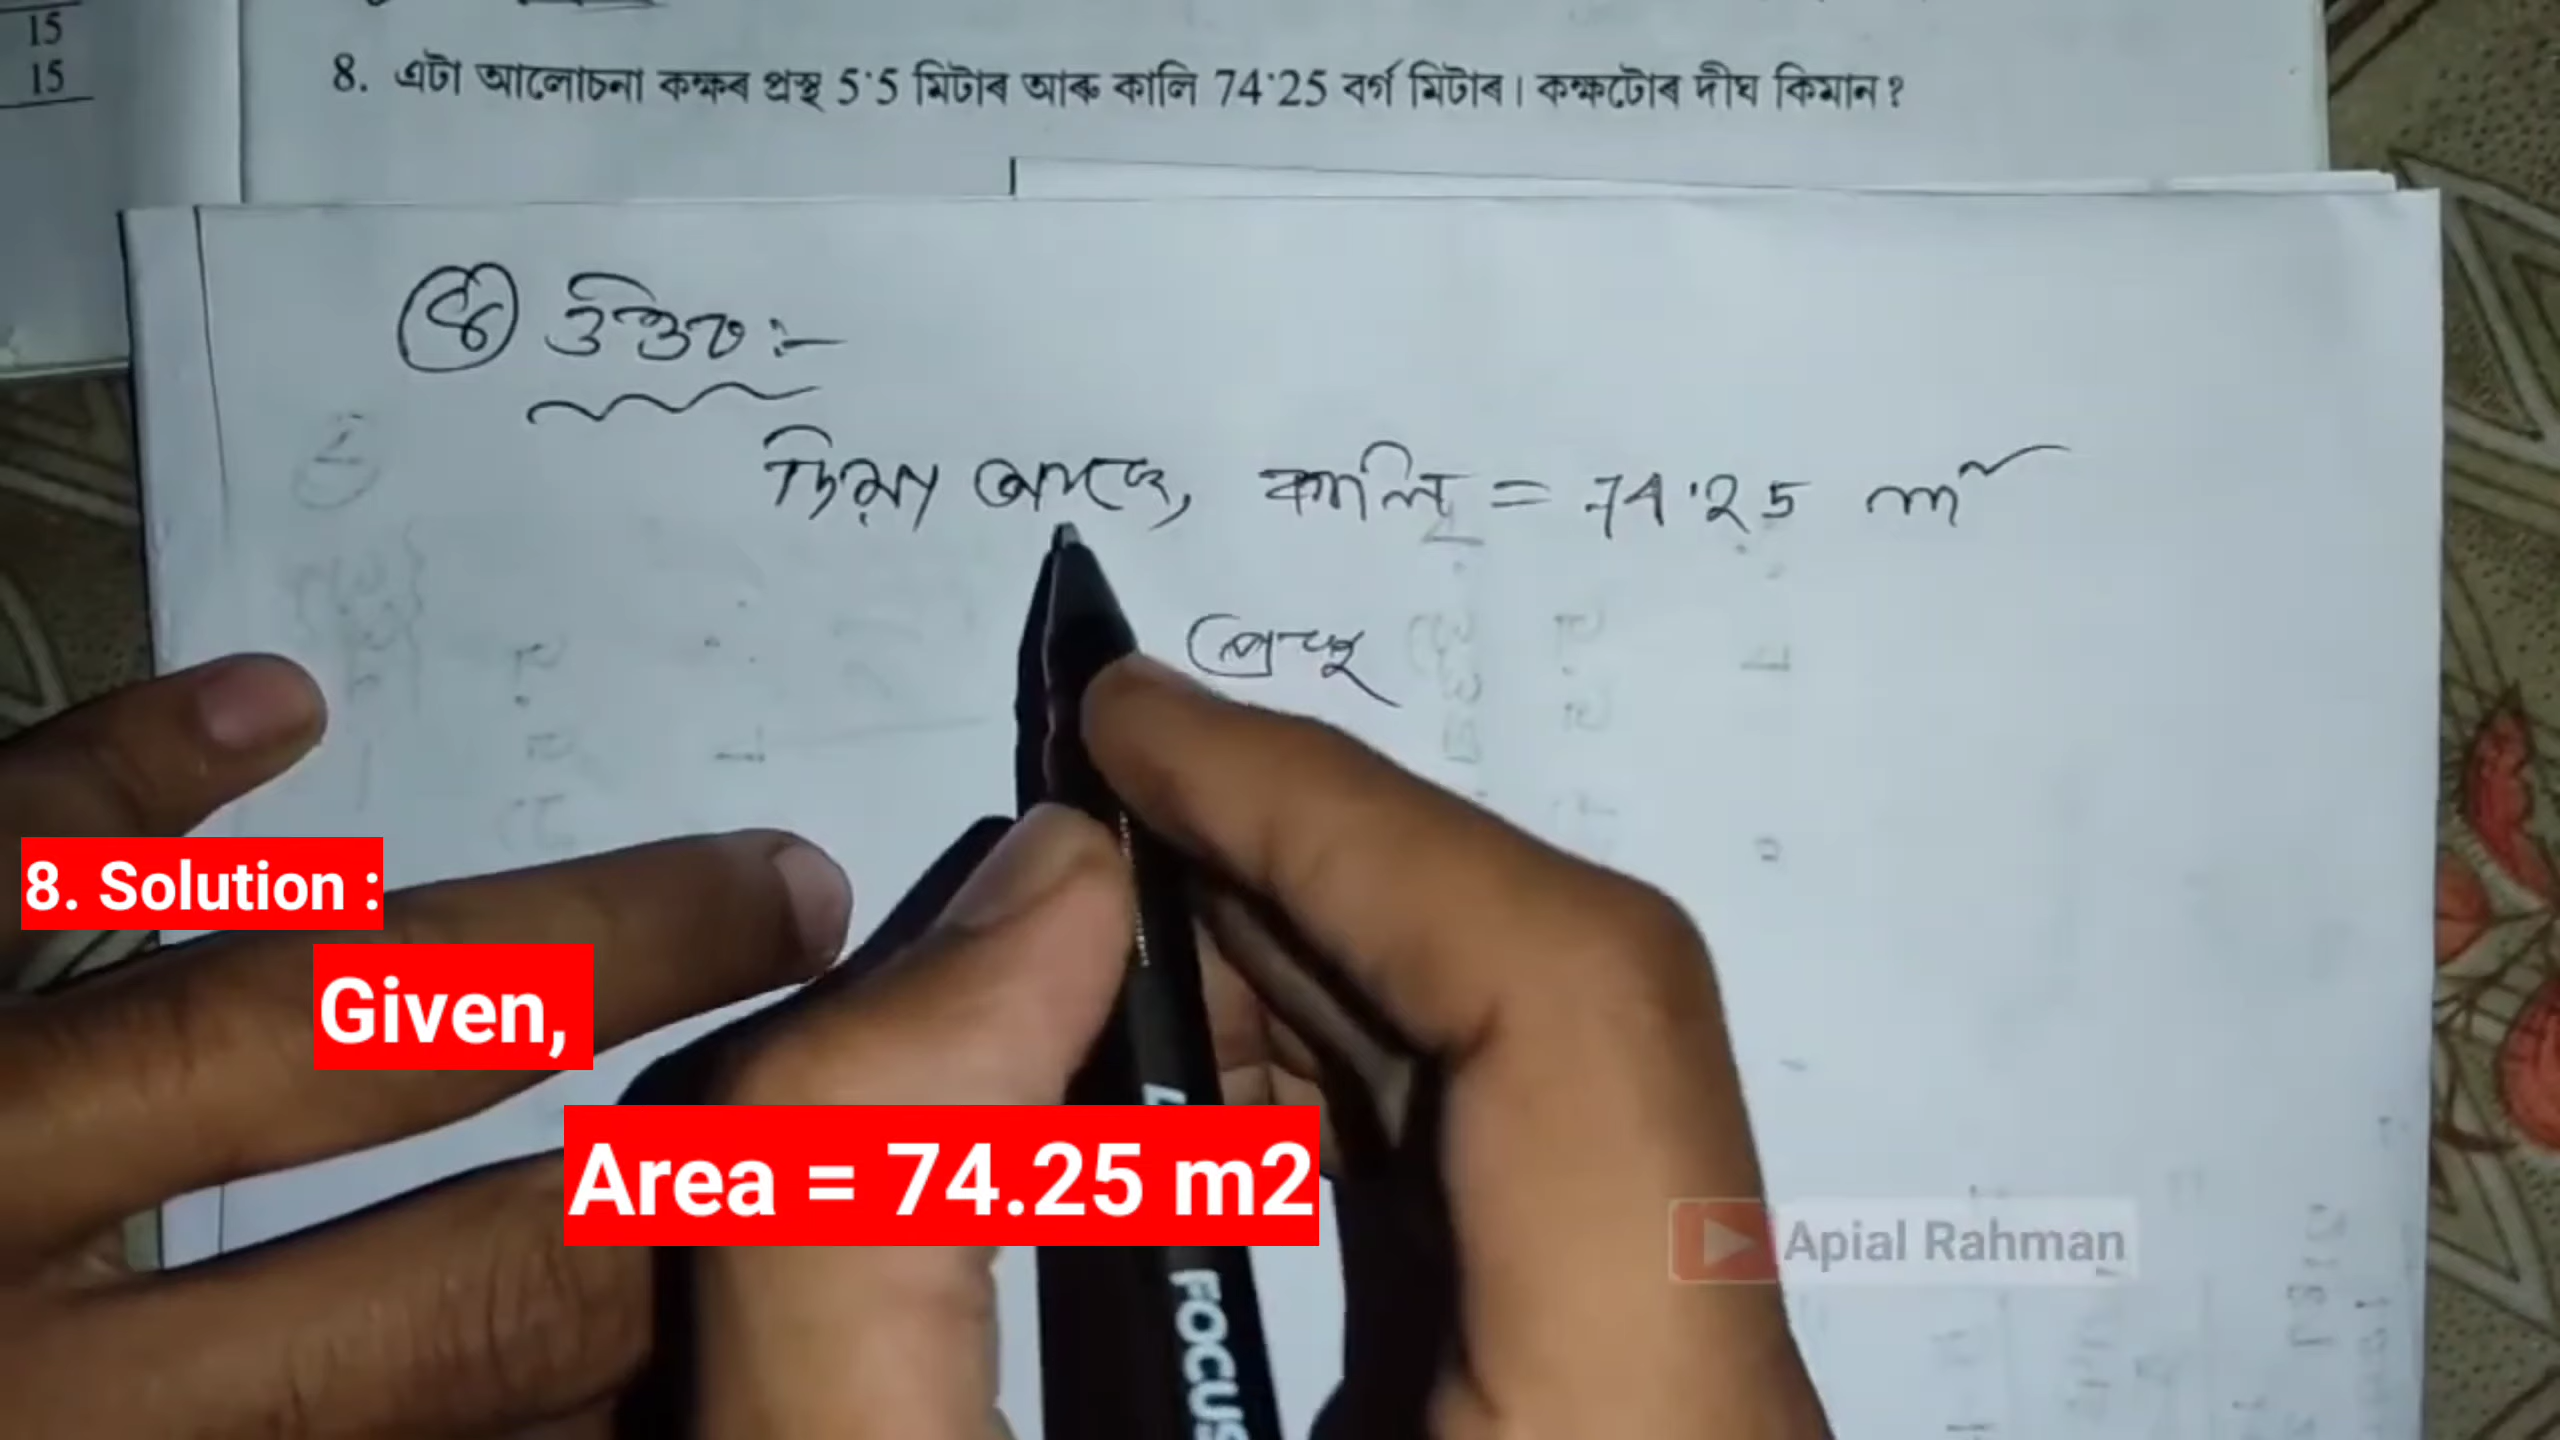 15
15
8. এটা আলোচনা কক্ষৰ প্ৰস্থ 5·5 মিটাৰ আৰু কালি 74·25 বৰ্গ মিটাৰ। কক্ষটোৰ দীঘ কিমান?
৪ উত্তৰ :-
দিয়া আছে, কালি = 74·25 m²
প্ৰস্থ
8. Solution :
Given,
Area = 74.25 m2
Apial Rahman
FOCUS